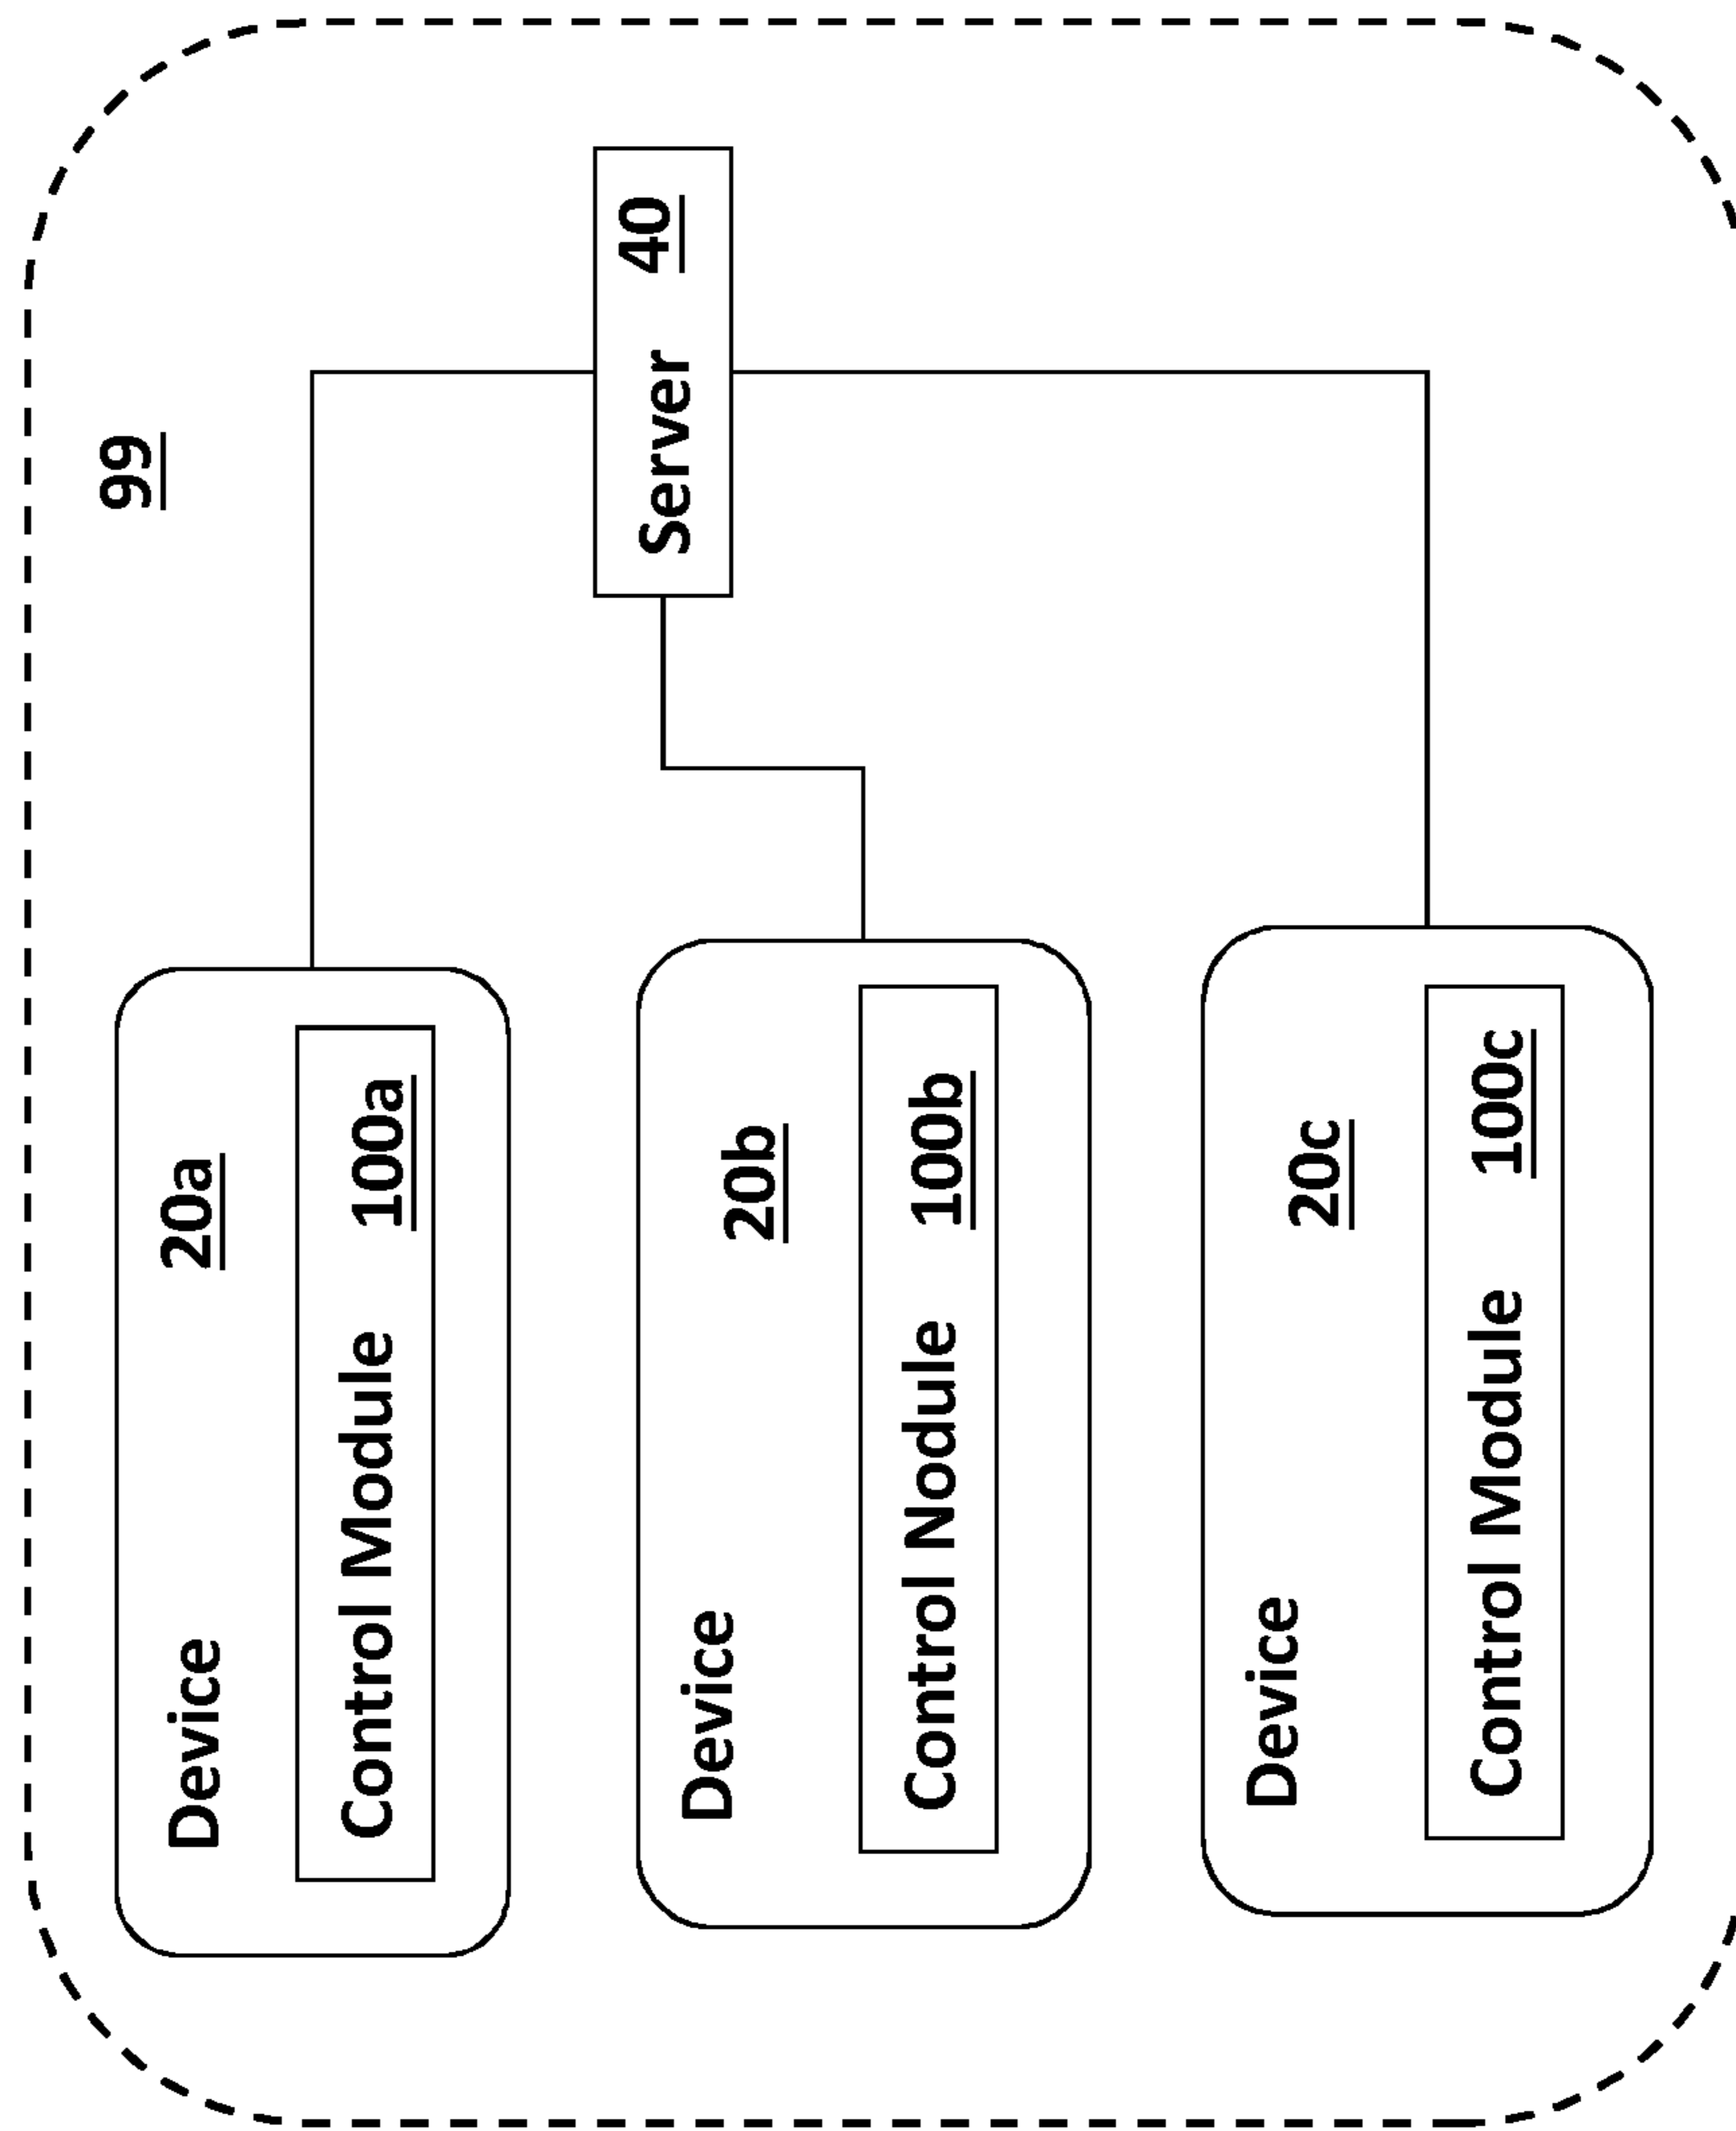 99
Server 40
Device 20a
Control Module 100a
Device 20b
Control Nodule 100b
Device 20c
Control Module 100c